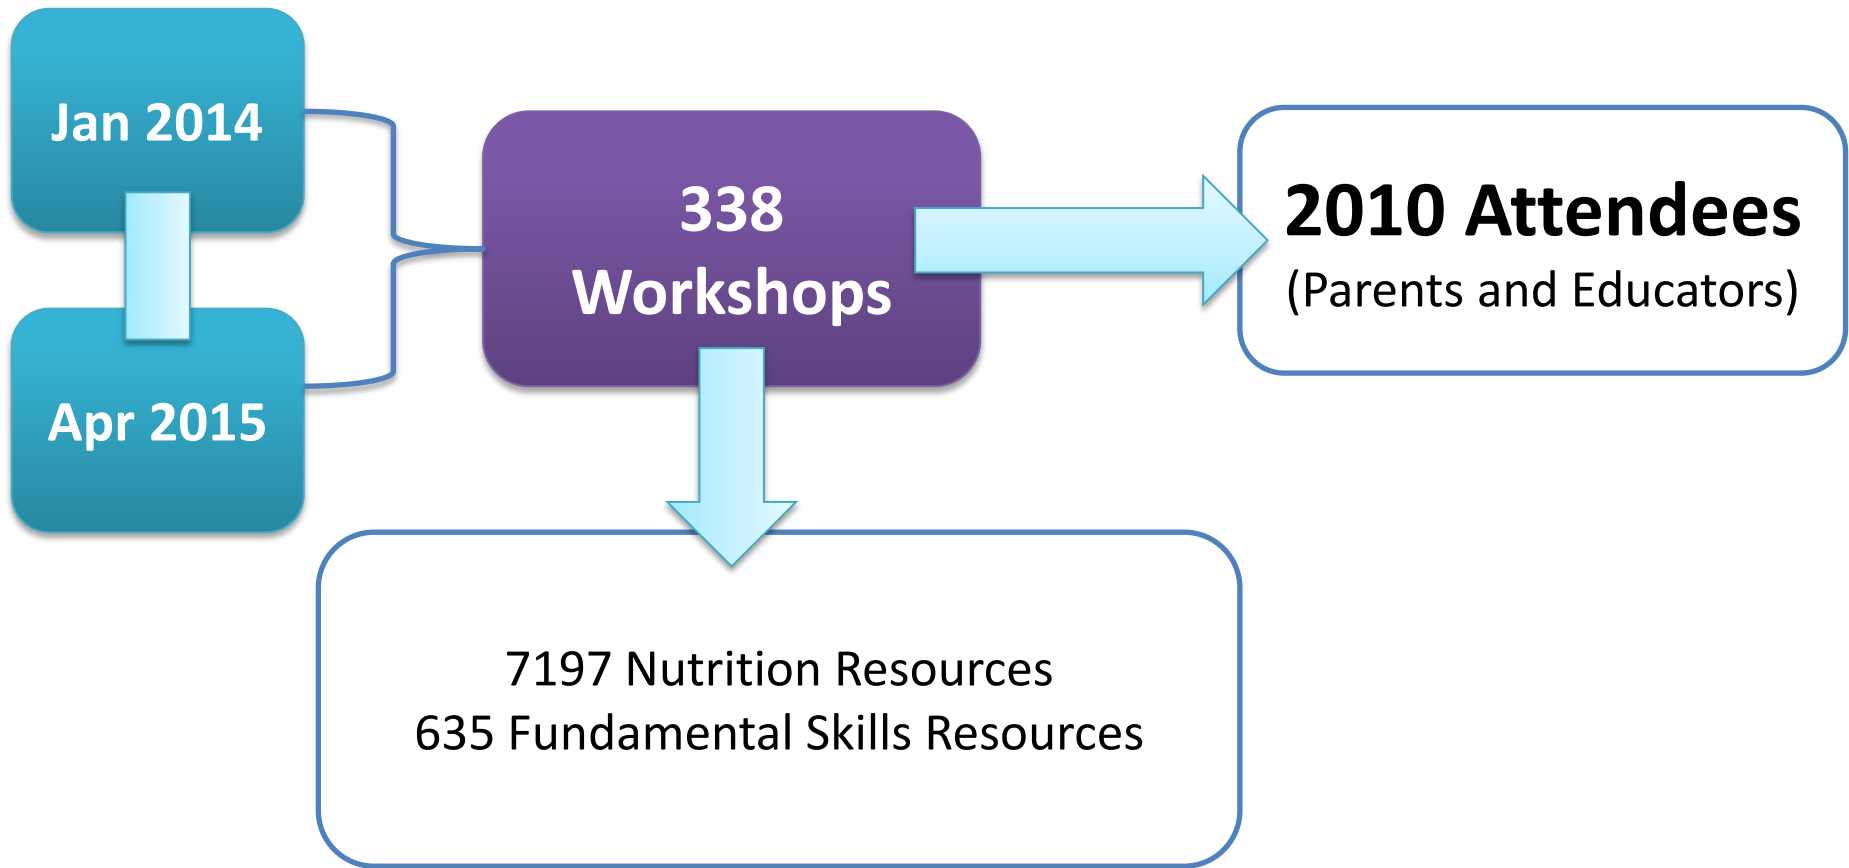 Jan 2014
Apr 2015
338
Workshops
2010 Attendees
(Parents and Educators)
7197 Nutrition Resources
635 Fundamental Skills Resources